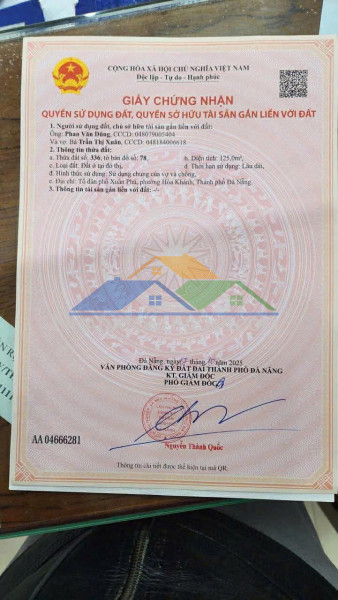 CỘNG HÒA XÃ HỘI CHỦ NGHĨA VIỆT NAM
Độc lập - Tự do - Hạnh phúc
GIẤY CHỨNG NHẬN
QUYỀN SỬ DỤNG ĐẤT, QUYỀN SỞ HỮU TÀI SẢN GẮN LIỀN VỚI ĐẤT
1. Người sử dụng đất, chủ sở hữu tài sản gắn liền với đất:
Ông: Phan Văn Dũng, CCCD: 048079005404
Và vợ: Bà Trần Thị Xuân, CCCD: 048184006618
2. Thông tin thửa đất:
a. Thửa đất số: 336; tờ bản đồ số: 78, b. Diện tích: 125,0m²,
c. Loại đất: Đất ở tại đô thị, d. Thời hạn sử dụng: Lâu dài,
đ. Hình thức sử dụng: Sử dụng chung của vợ và chồng,
e. Địa chỉ: Tổ dân phố Xuân Phú, phường Hòa Khánh, Thành phố Đà Nẵng
3. Thông tin tài sản gắn liền với đất: -/-
Đà Nẵng, ngày tháng năm 2025
VĂN PHÒNG ĐĂNG KÝ ĐẤT ĐAI THÀNH PHỐ ĐÀ NẴNG
KT. GIÁM ĐỐC
PHÓ GIÁM ĐỐC
Nguyễn Thành Quốc
AA 04666281
Thông tin chi tiết được thể hiện tại mã QR.